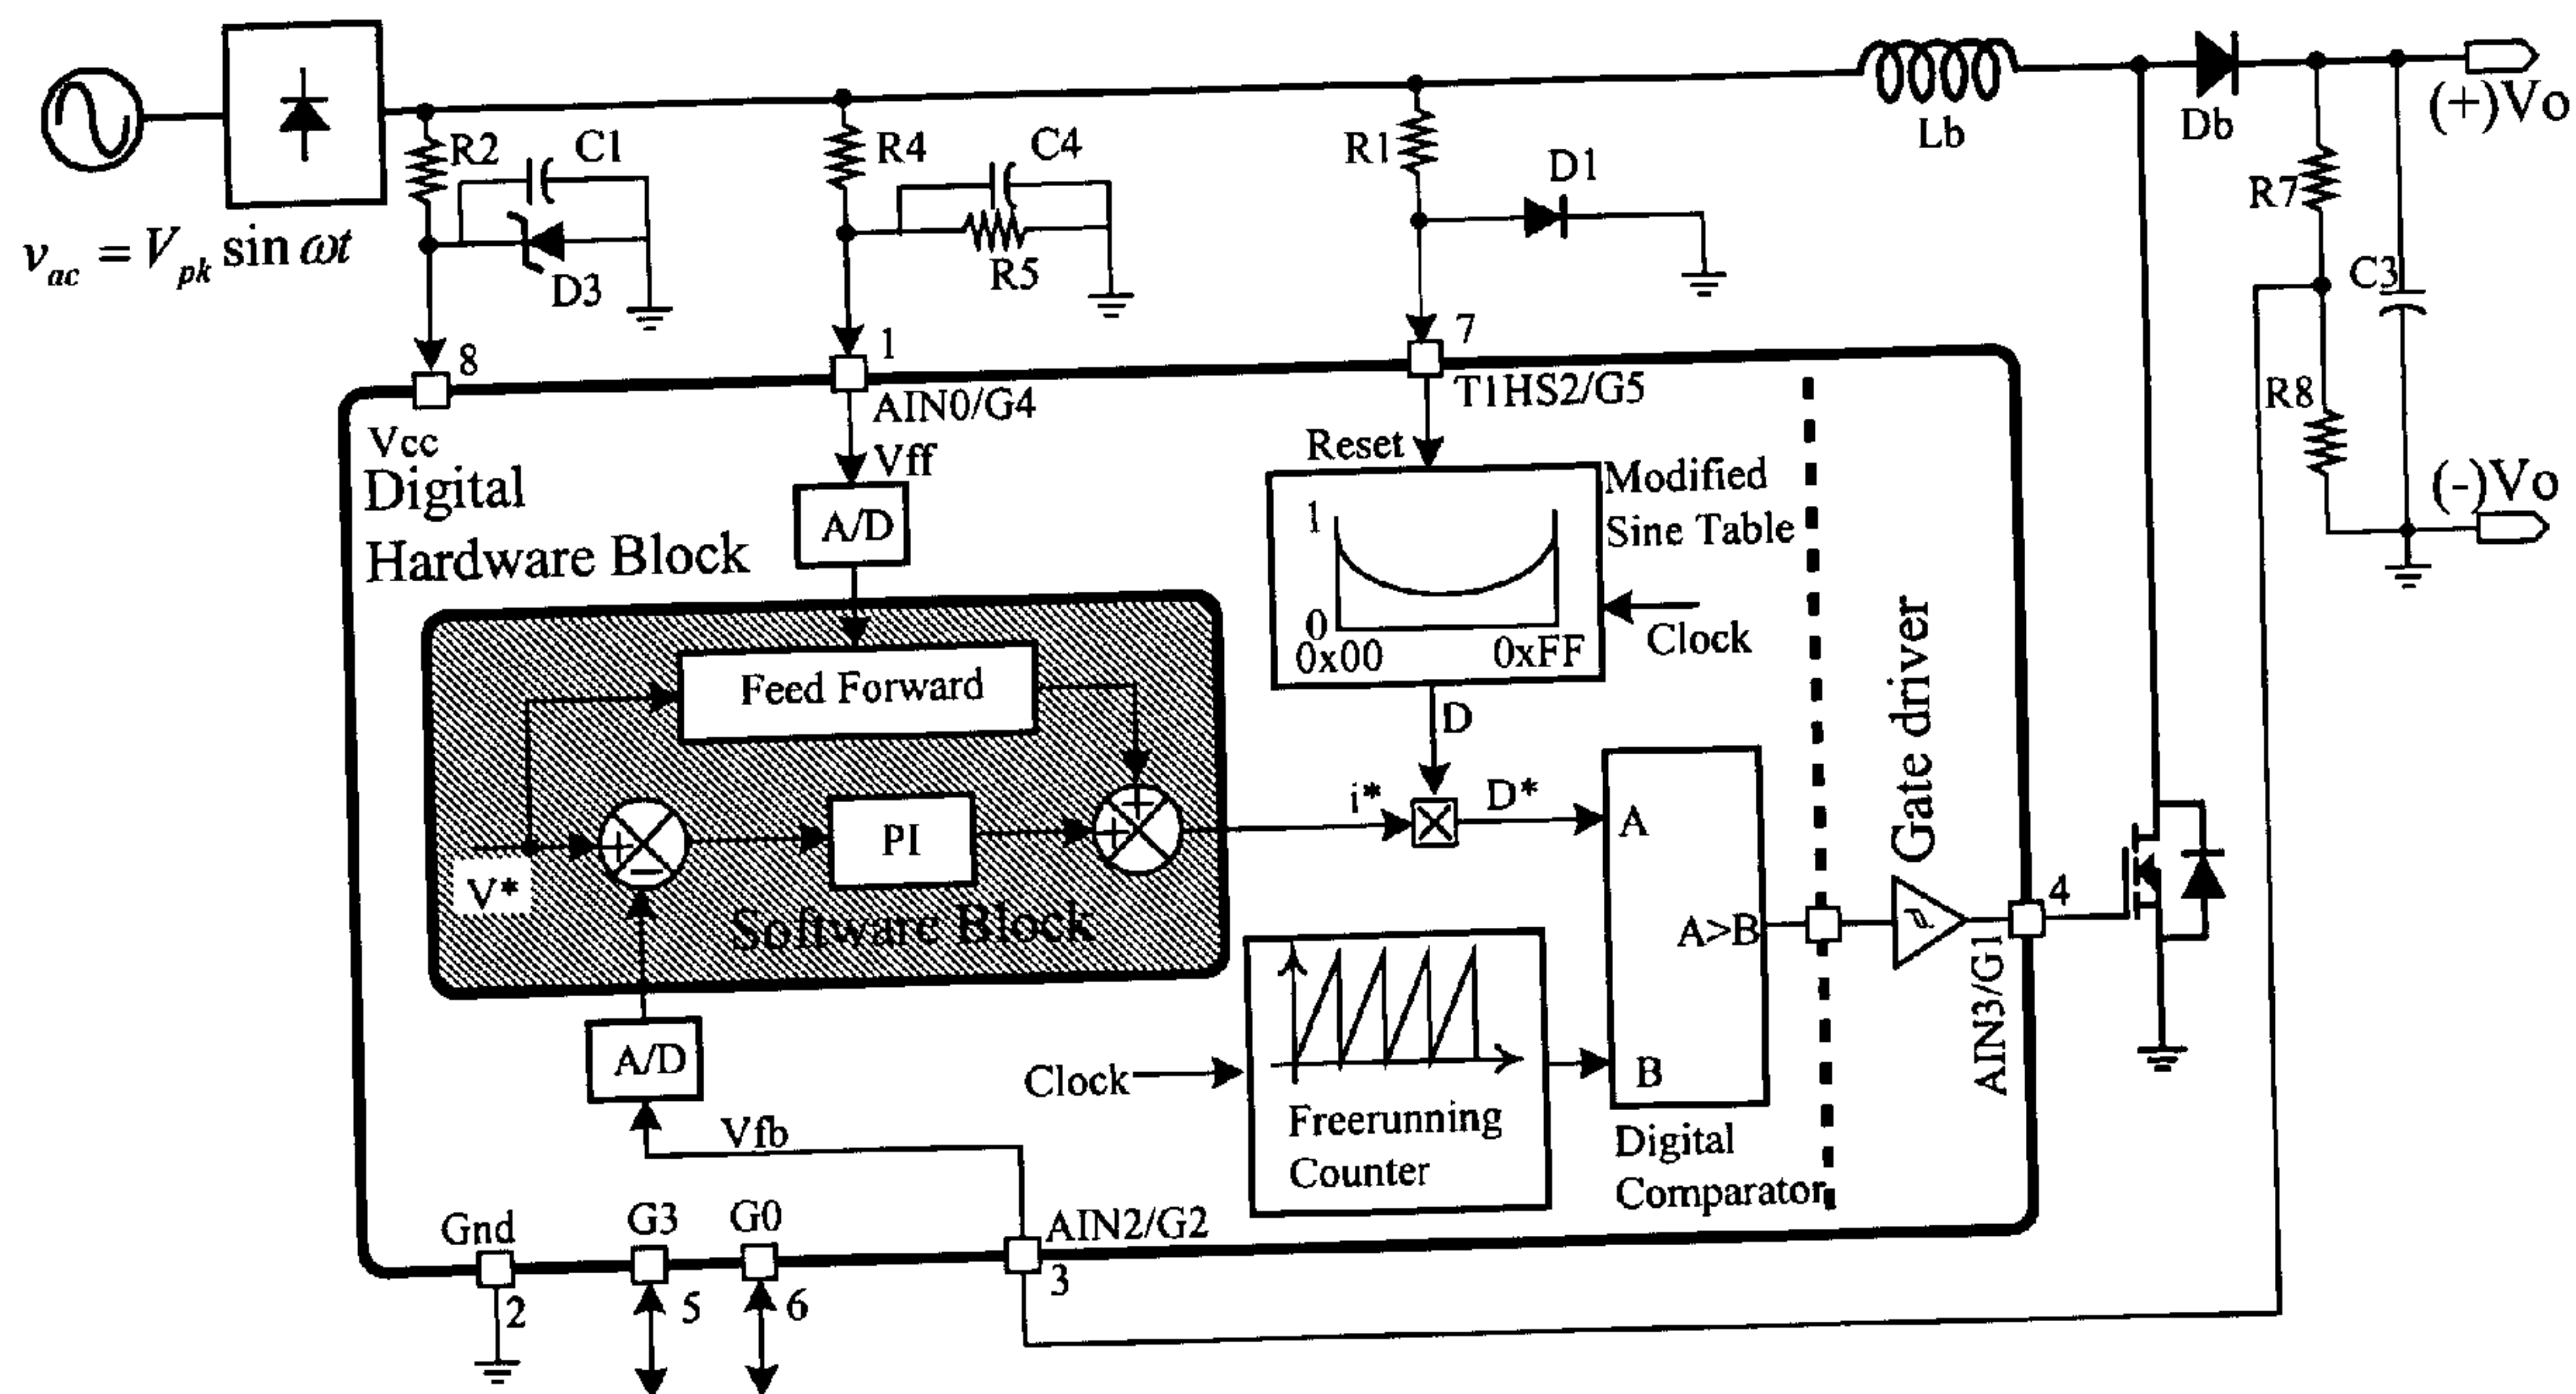 (+)Vo
Lb
Db
R2
C1
R4
C4
R1
D1
R7
v_ac = V_pk sin ωt
D3
R5
C3
8
1
7
R8
AIN0/G4
T1HS2/G5
Vcc
Vff
Reset
Modified
Sine Table
(-)Vo
Digital
Hardware Block
A/D
1
0
0x00
0xFF
Clock
Feed Forward
D
Gate driver
i*
D*
A
PI
V*
Software Block
4
A>B
A/D
Clock
B
AIN3/G1
Freerunning
Counter
Digital
Comparator
Vfb
Gnd
G3
G0
AIN2/G2
2
5
6
3